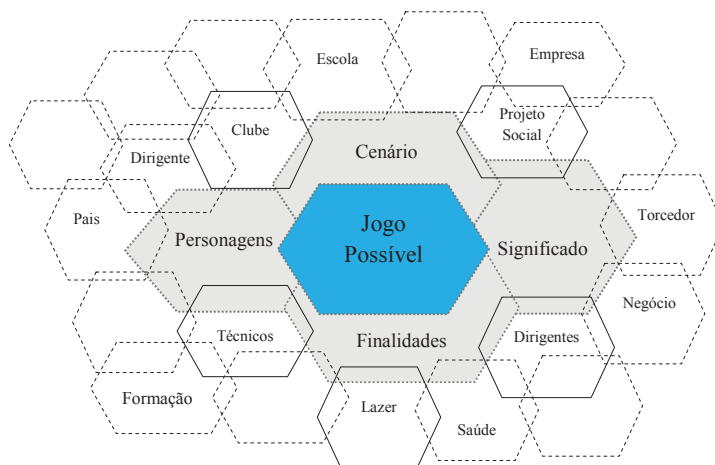 Escola
Empresa
Clube
Projeto
Social
Cenário
Dirigente
Pais
Torcedor
Personagens
Jogo
Possível
Significado
Negócio
Técnicos
Finalidades
Dirigentes
Formação
Lazer
Saúde